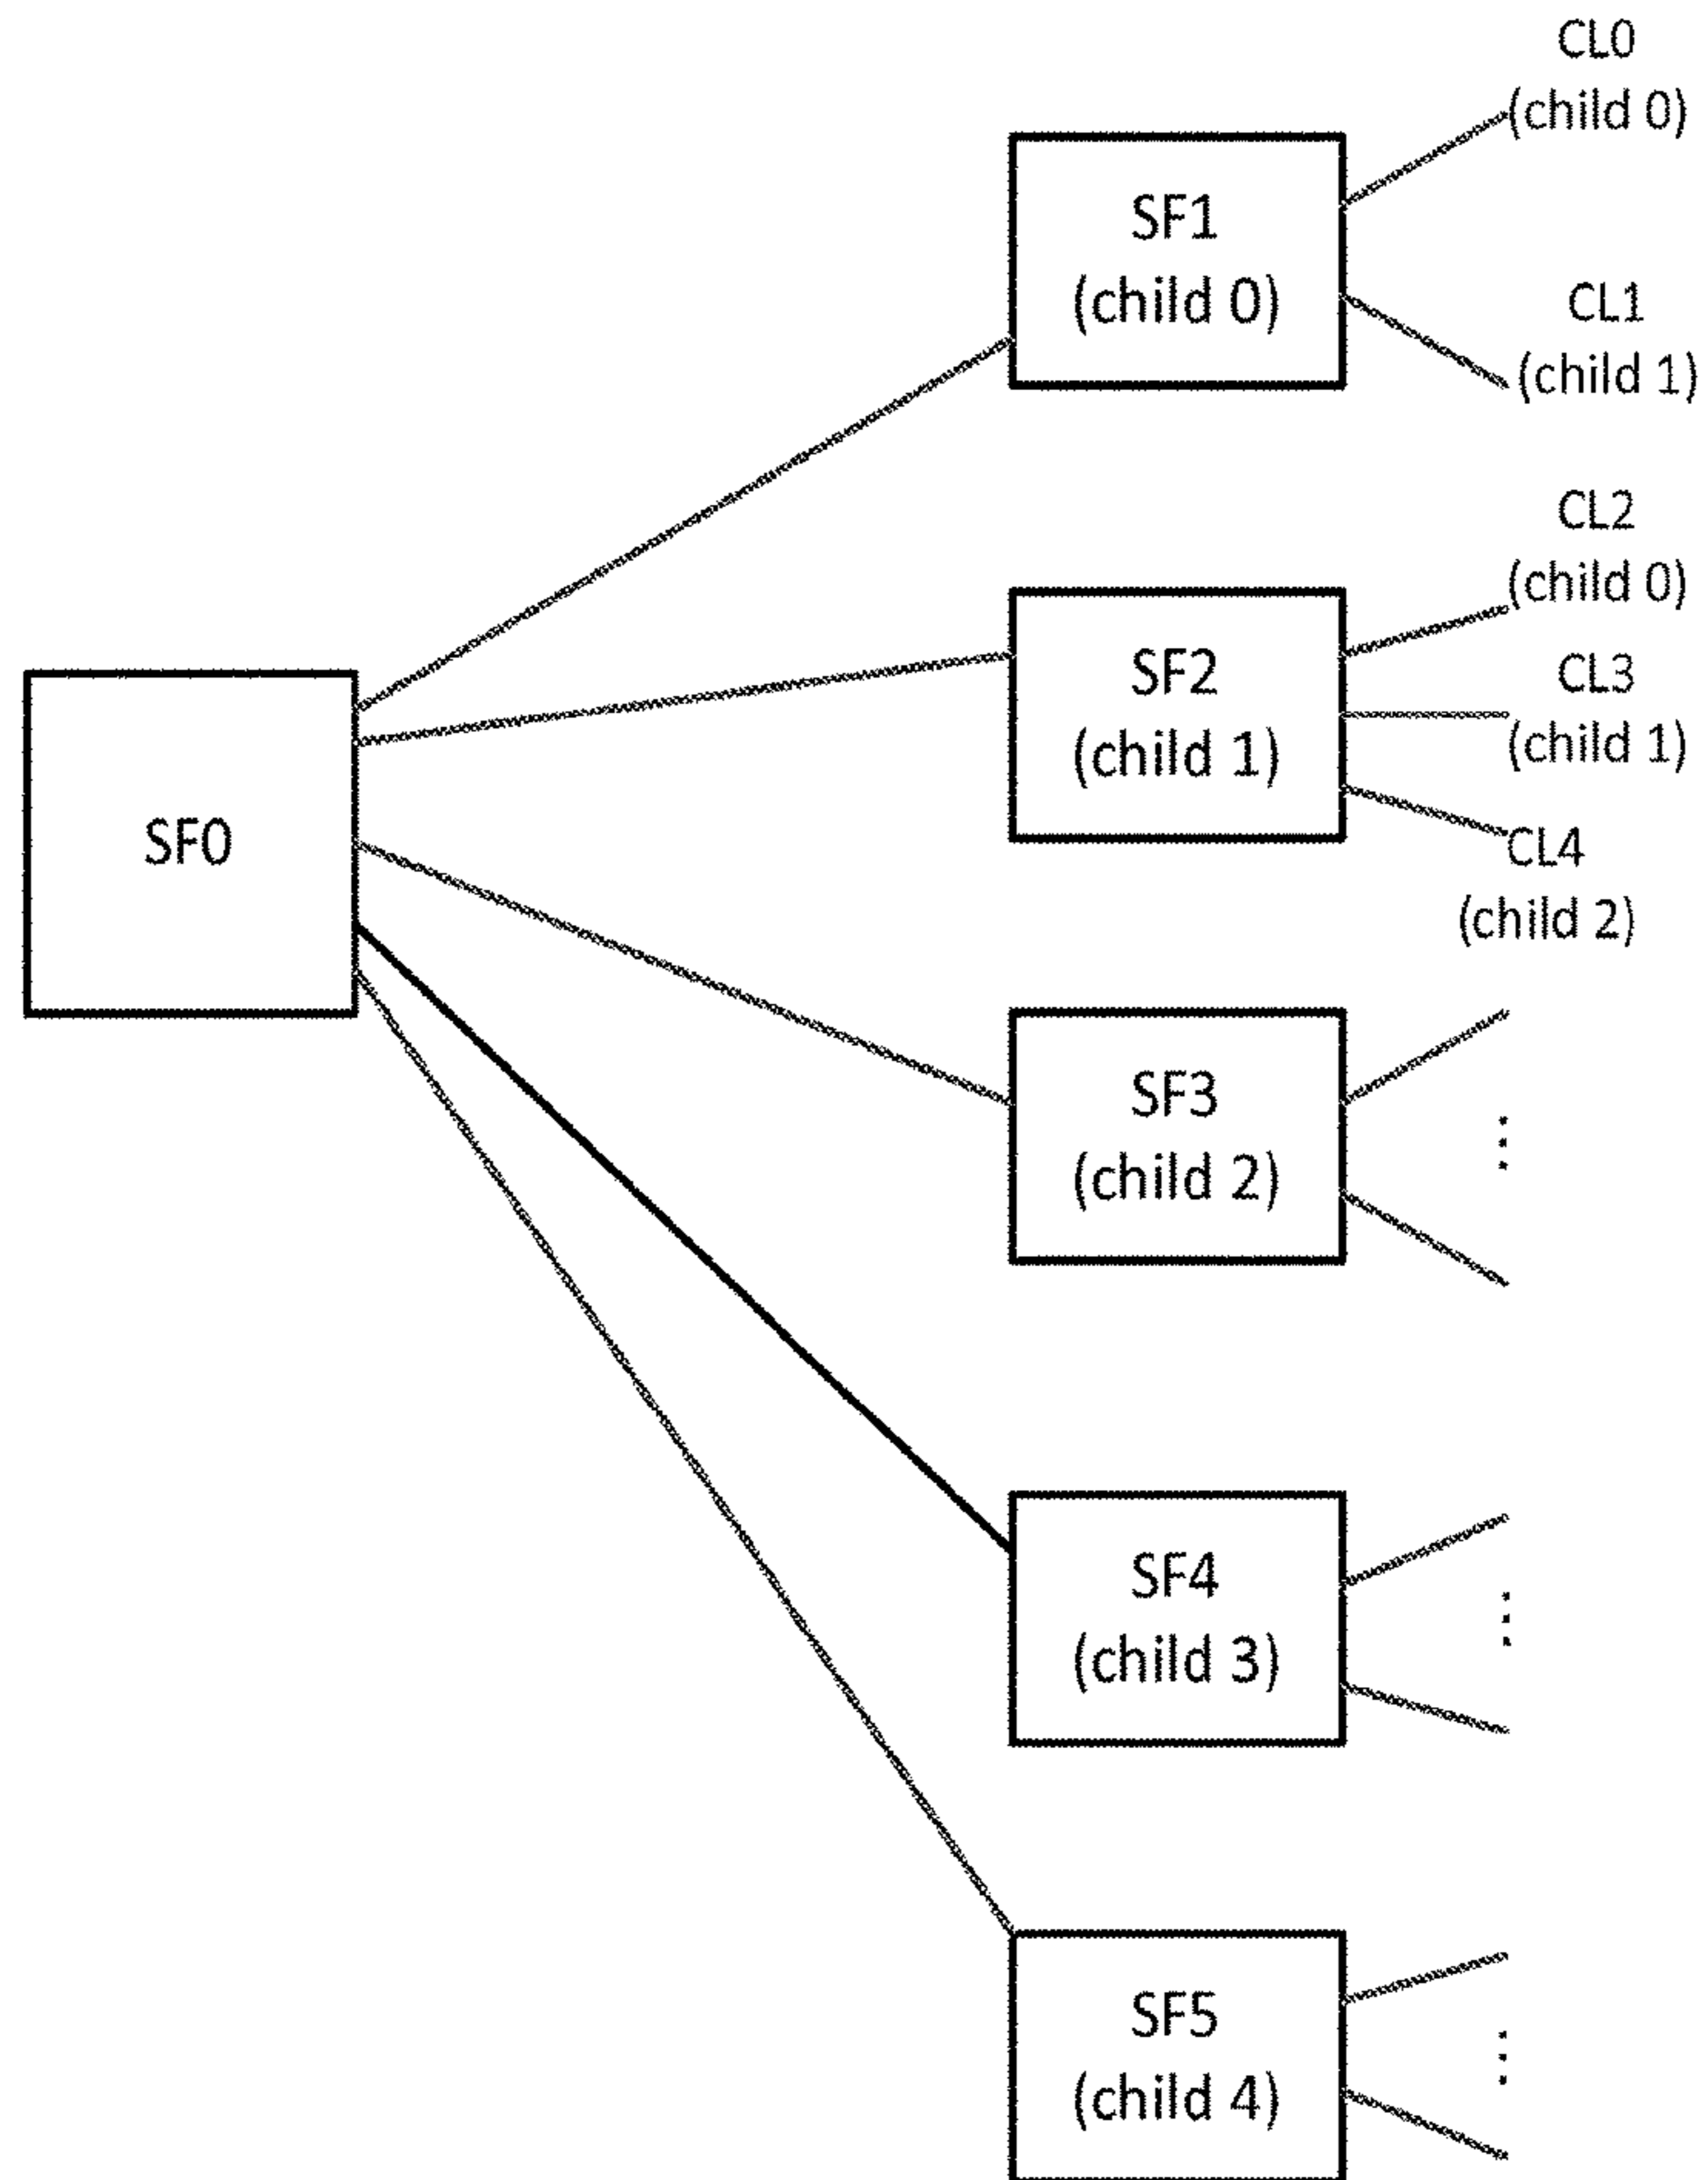 CL0
(child 0)
SF1
(child 0)
CL1
(child 1)
CL2
(child 0)
SF2
(child 1)
CL3
(child 1)
CL4
(child 2)
SF0
SF3
(child 2)
SF4
(child 3)
SF5
(child 4)